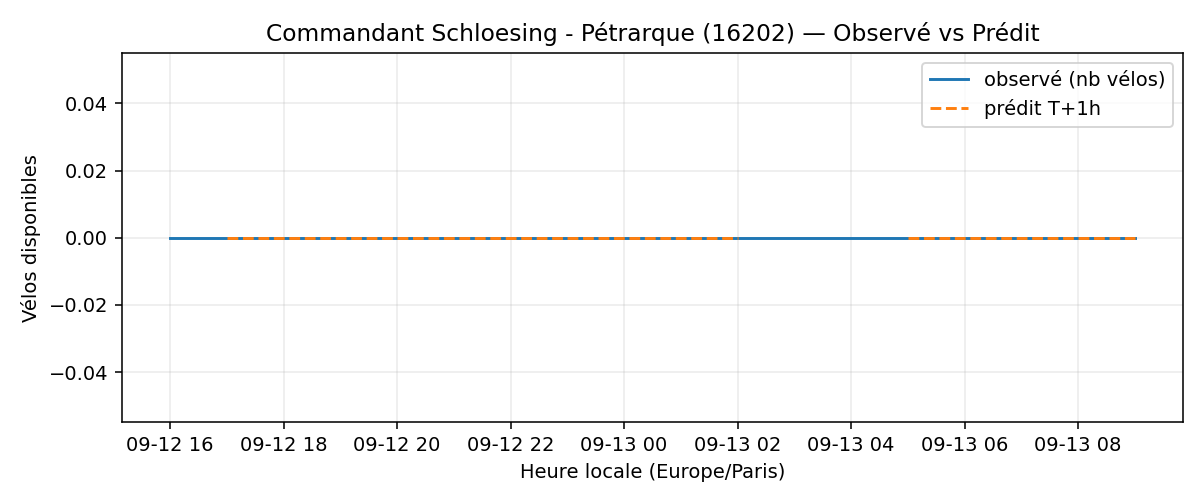 Commandant Schloesing - Pétrarque (16202) — Observé vs Prédit
observé (nb vélos)
prédit T+1h
Vélos disponibles
0.04
0.02
0.00
−0.02
−0.04
09-12 16 09-12 18 09-12 20 09-12 22 09-13 00 09-13 02 09-13 04 09-13 06 09-13 08
Heure locale (Europe/Paris)